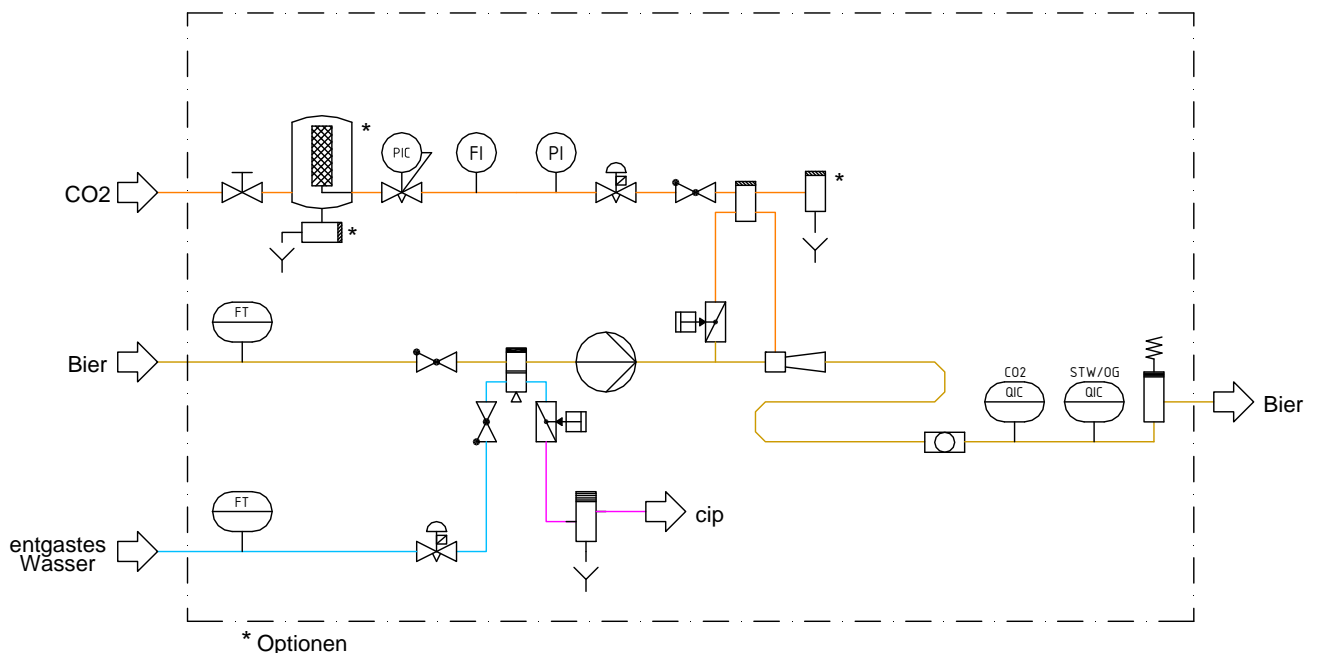 *
PIC
FI
PI
*
CO2
*
FT
Bier
CO2
STW/OG
QIC
QIC
Bier
FT
cip
entgastes
Wasser
* Optionen